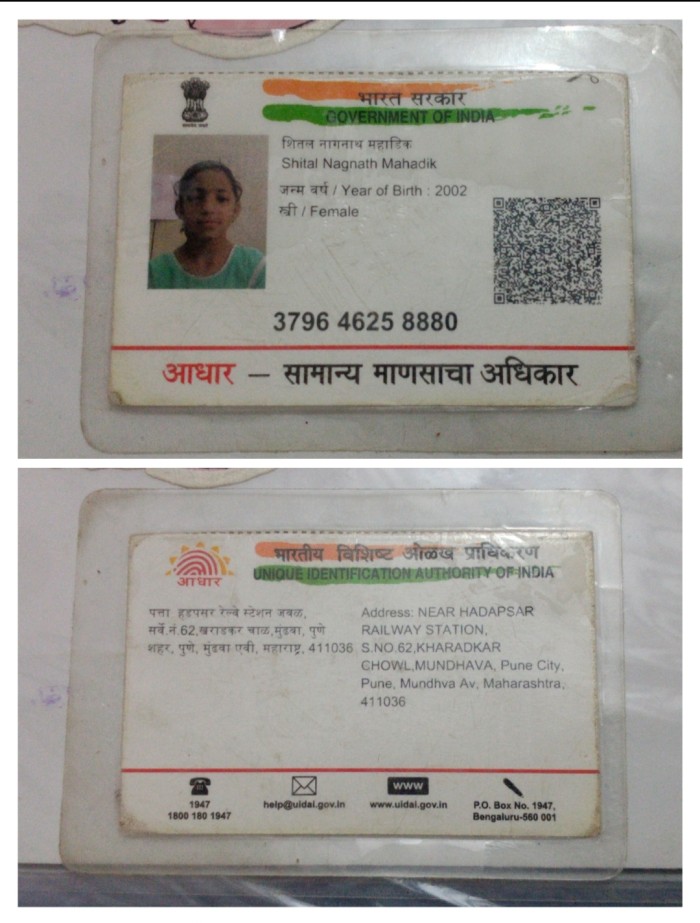 भारत सरकार
GOVERNMENT OF INDIA
शितल नागनाथ महाडिक
Shital Nagnath Mahadik
जन्म वर्ष / Year of Birth : 2002
स्त्री / Female
3796 4625 8880
आधार — सामान्य माणसाचा अधिकार
भारतीय विशिष्ट ओळख प्राधिकरण
UNIQUE IDENTIFICATION AUTHORITY OF INDIA
आधार
पत्ता हडपसर रेल्वे स्टेशन जवळ,
सर्वे.नं.62,खराडकर चाळ,मुंढवा, पुणे
शहर, पुणे, मुंढवा एवी, महाराष्ट्र, 411036
Address: NEAR HADAPSAR
RAILWAY STATION,
S.NO.62,KHARADKAR
CHOWL,MUNDHAVA, Pune City,
Pune, Mundhva Av, Maharashtra,
411036
1947
1800 180 1947
help@uidai.gov.in
WWW
www.uidai.gov.in
P.O. Box No. 1947,
Bengaluru-560 001